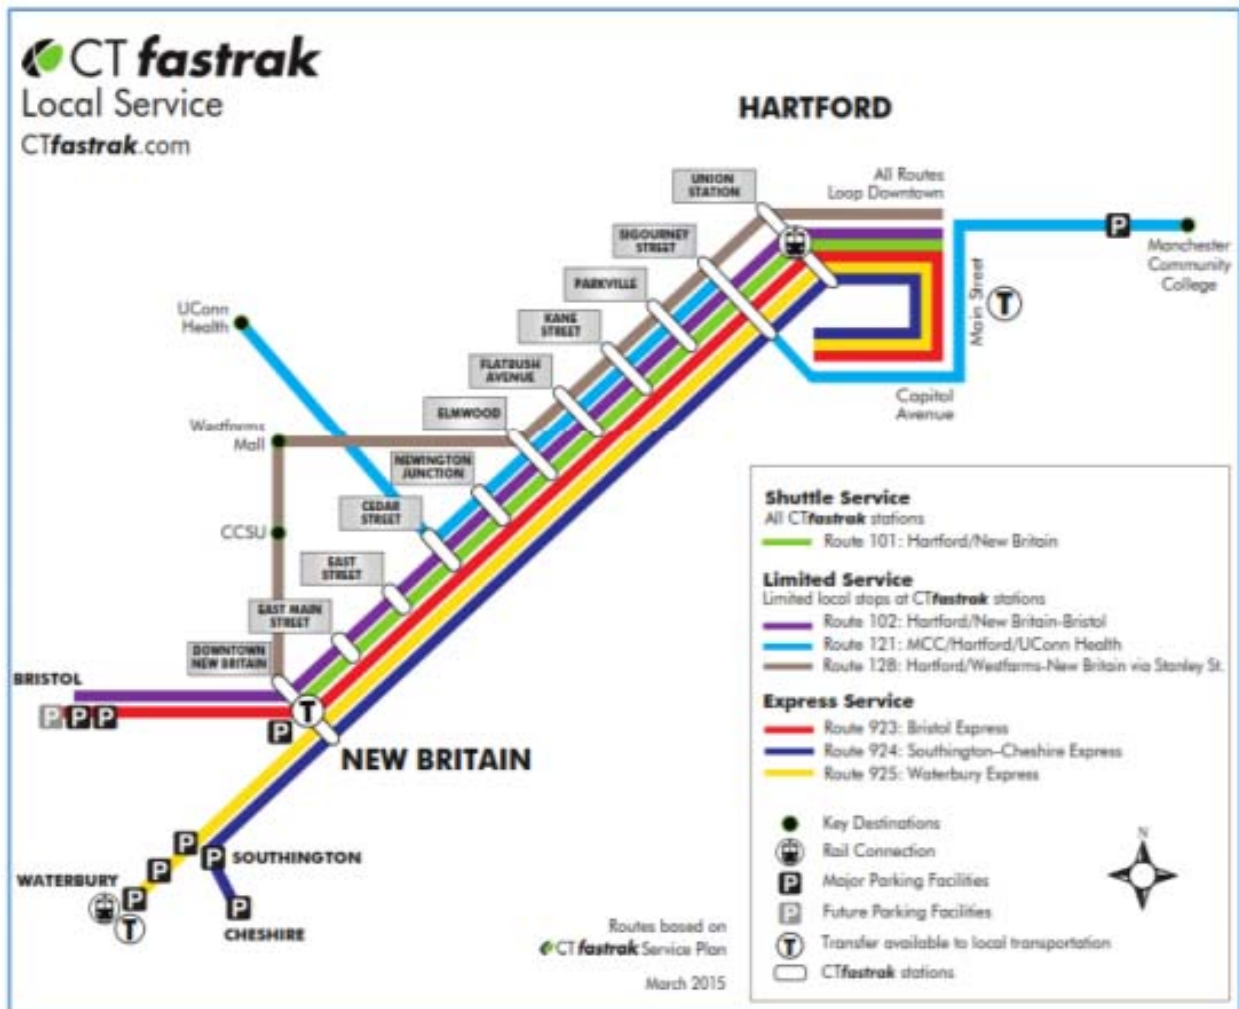 CT fastrak
Local Service
CTfastrak.com
HARTFORD
All Routes
Loop Downtown
UNION
STATION
SIGOURNEY
STREET
PARKVILLE
KANE
STREET
FLATBUSH
AVENUE
ELMWOOD
NEWINGTON
JUNCTION
CEDAR
STREET
EAST
STREET
EAST MAIN
STREET
DOWNTOWN
NEW BRITAIN
UConn
Health
Westfarms
Mall
CCSU
P
Manchester
Community
College
Main Street
T
Capitol
Avenue
BRISTOL
P P P
T
P
NEW BRITAIN
P
P
P
P
SOUTHINGTON
WATERBURY
P
T
CHESHIRE
Routes based on
CTfastrak Service Plan
March 2015
Shuttle Service
All CTfastrak stations
Route 101: Hartford/New Britain
Limited Service
Limited local stops at CTfastrak stations
Route 102: Hartford/New Britain-Bristol
Route 121: MCC/Hartford/UConn Health
Route 128: Hartford/Westfarms-New Britain via Stanley St.
Express Service
Route 923: Bristol Express
Route 924: Southington–Cheshire Express
Route 925: Waterbury Express
Key Destinations
Rail Connection
P Major Parking Facilities
P Future Parking Facilities
T Transfer available to local transportation
CTfastrak stations
N